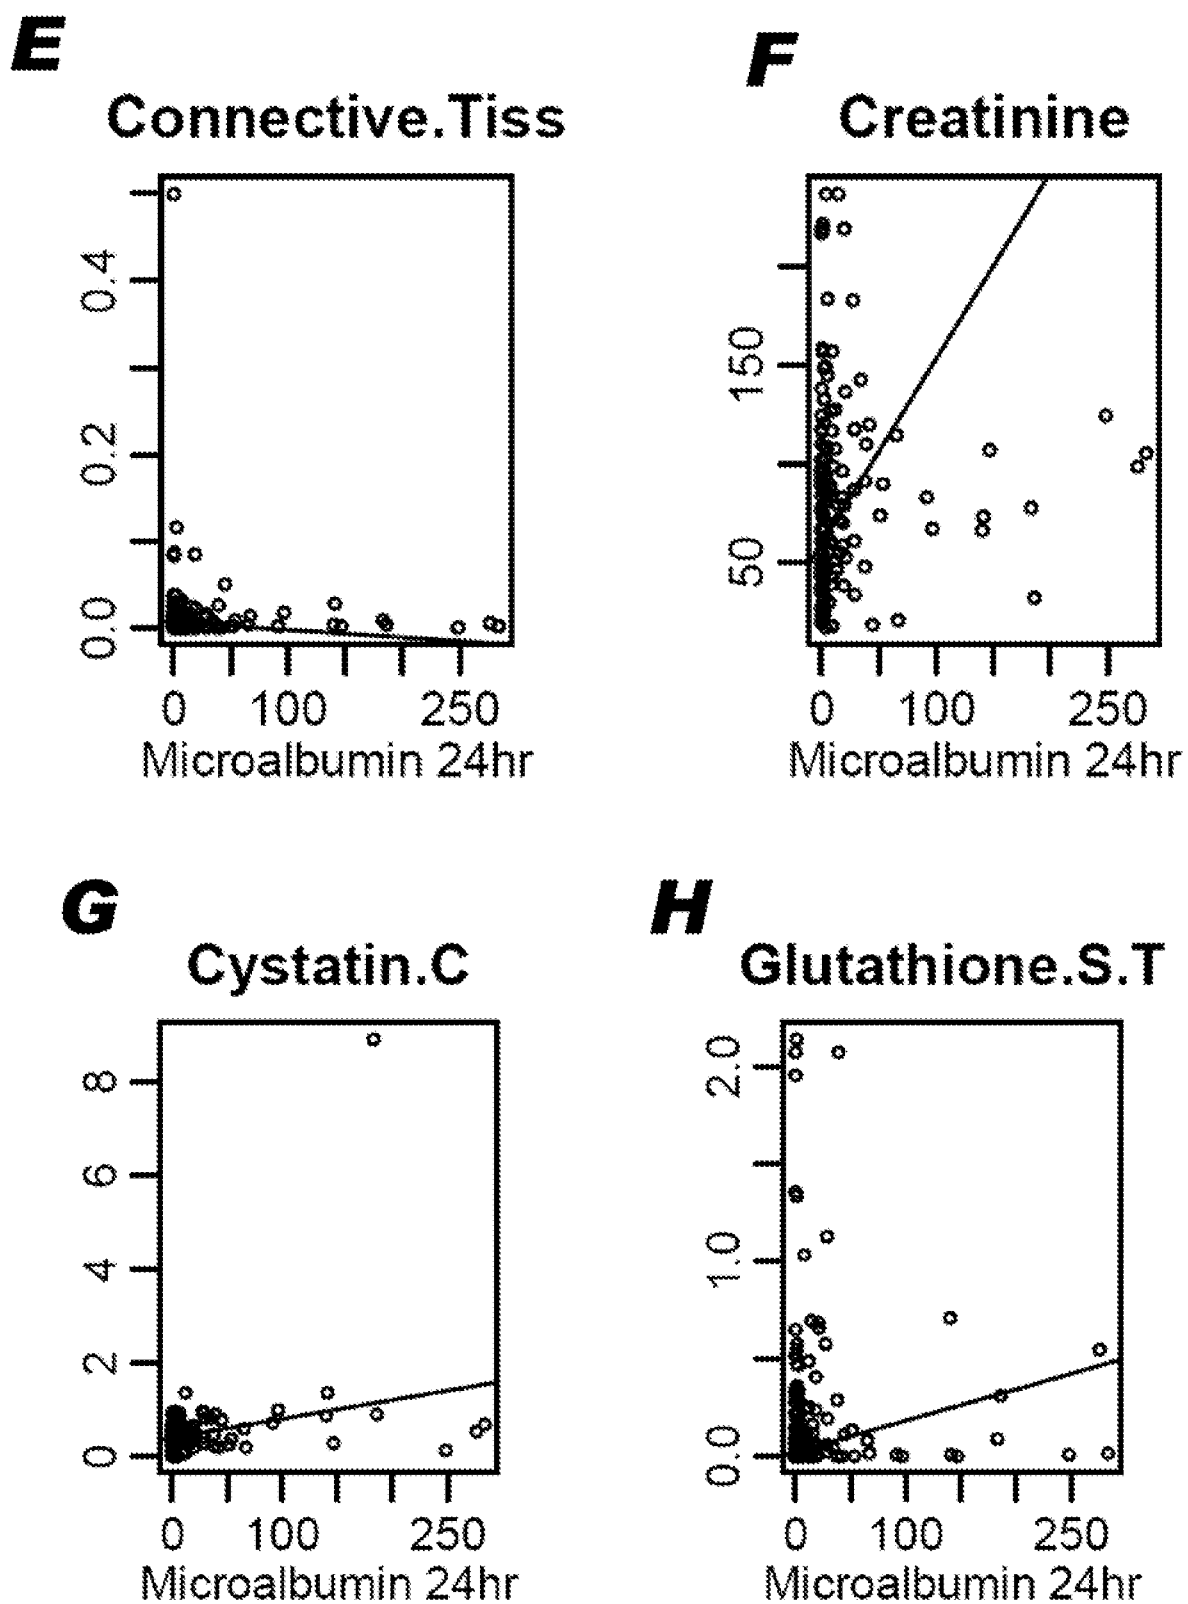 E
Connective.Tiss
0.4
0.2
0.0
0 100 250
Microalbumin 24hr
F
Creatinine
150
50
0 100 250
Microalbumin 24hr
G
Cystatin.C
8
6
4
2
0
0 100 250
Microalbumin 24hr
H
Glutathione.S.T
2.0
1.0
0.0
0 100 250
Microalbumin 24hr